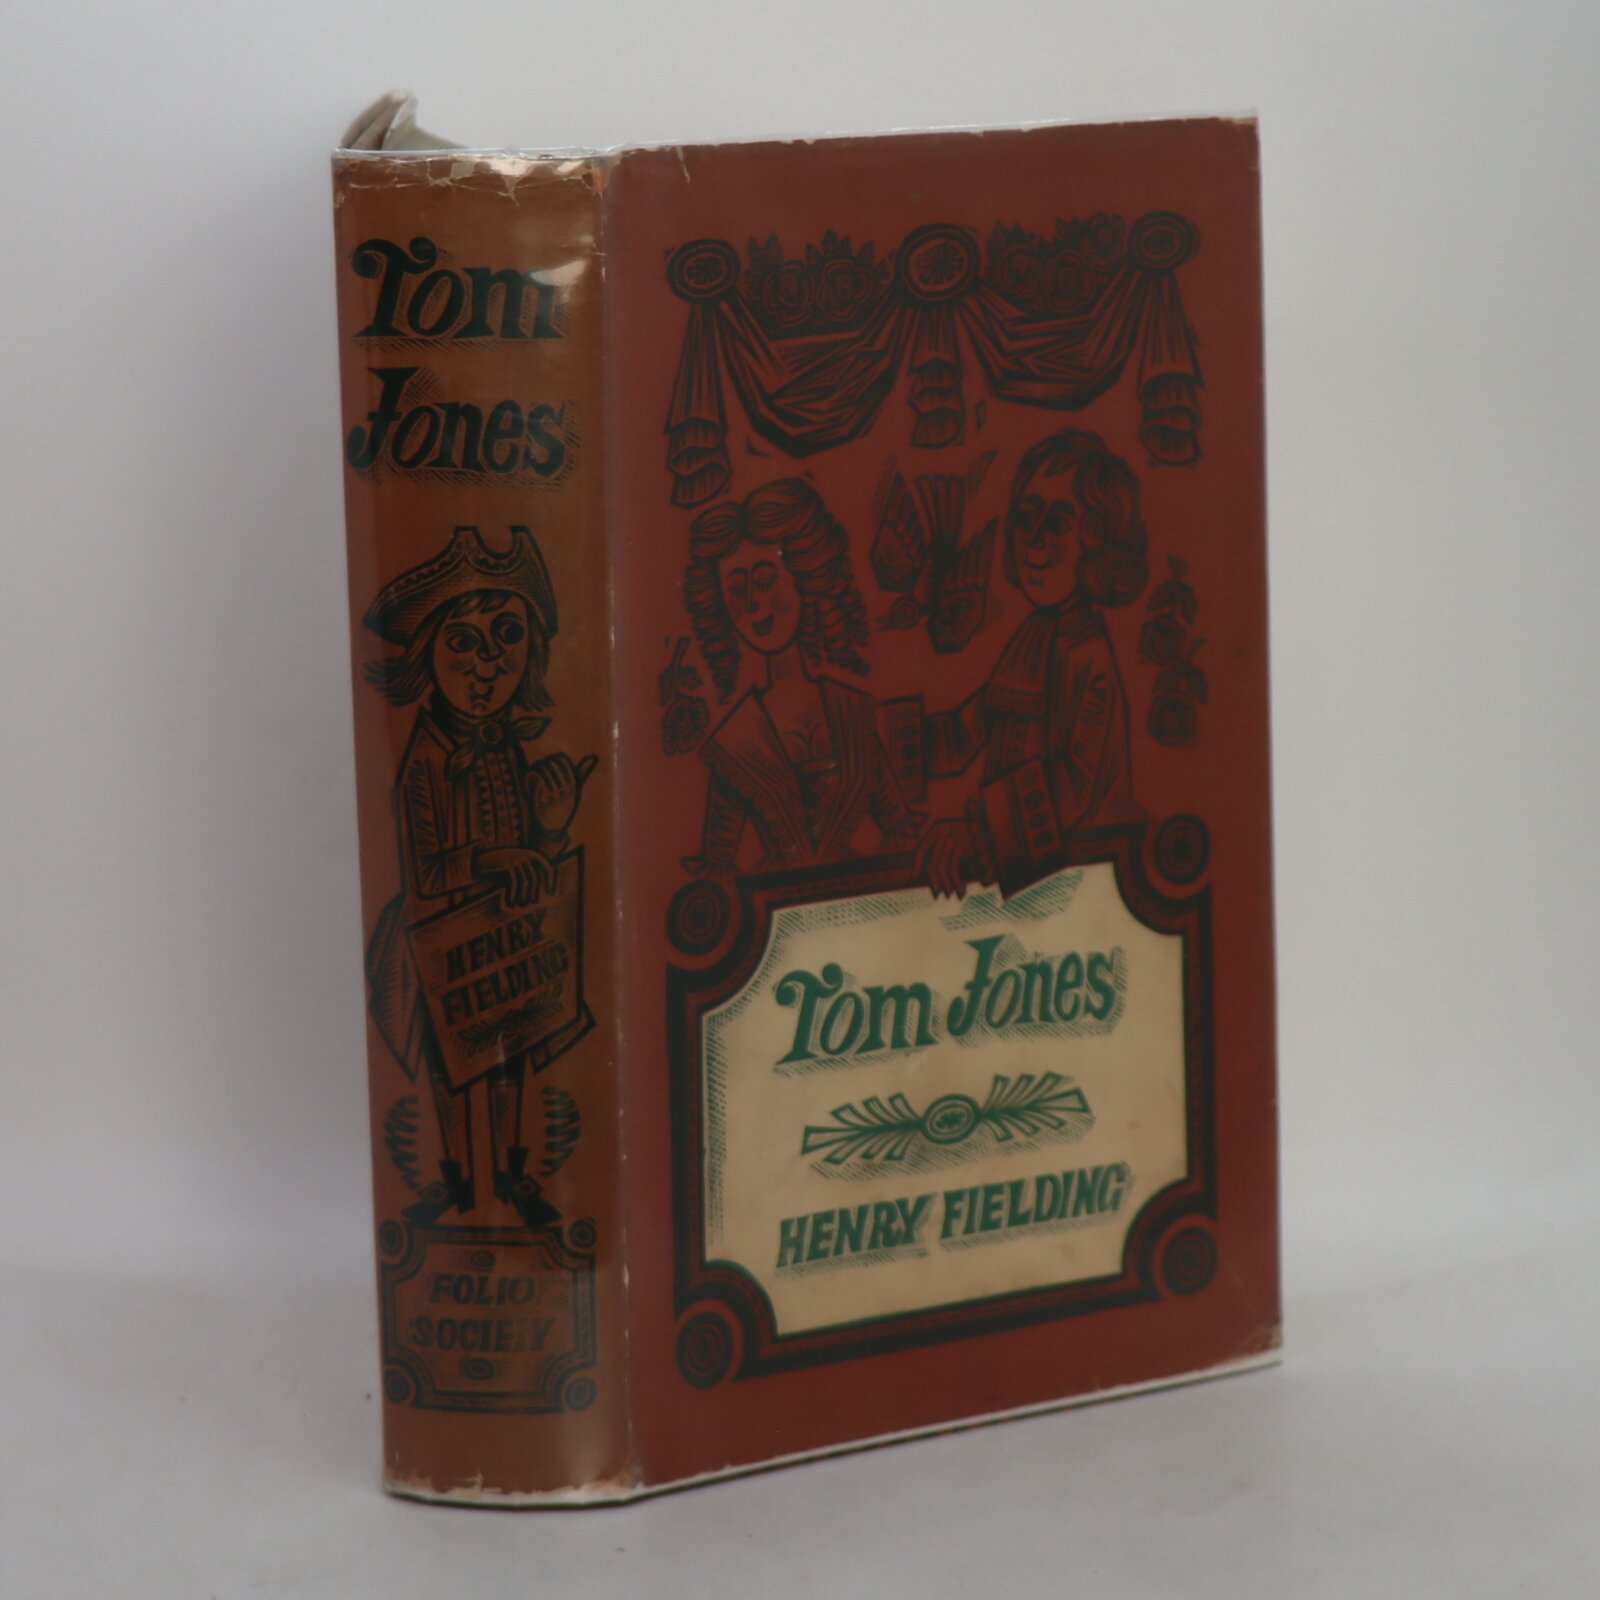 Tom
Jones
HENRY
FIELDING
FOLIO
SOCIETY
Tom Jones
HENRY FIELDING